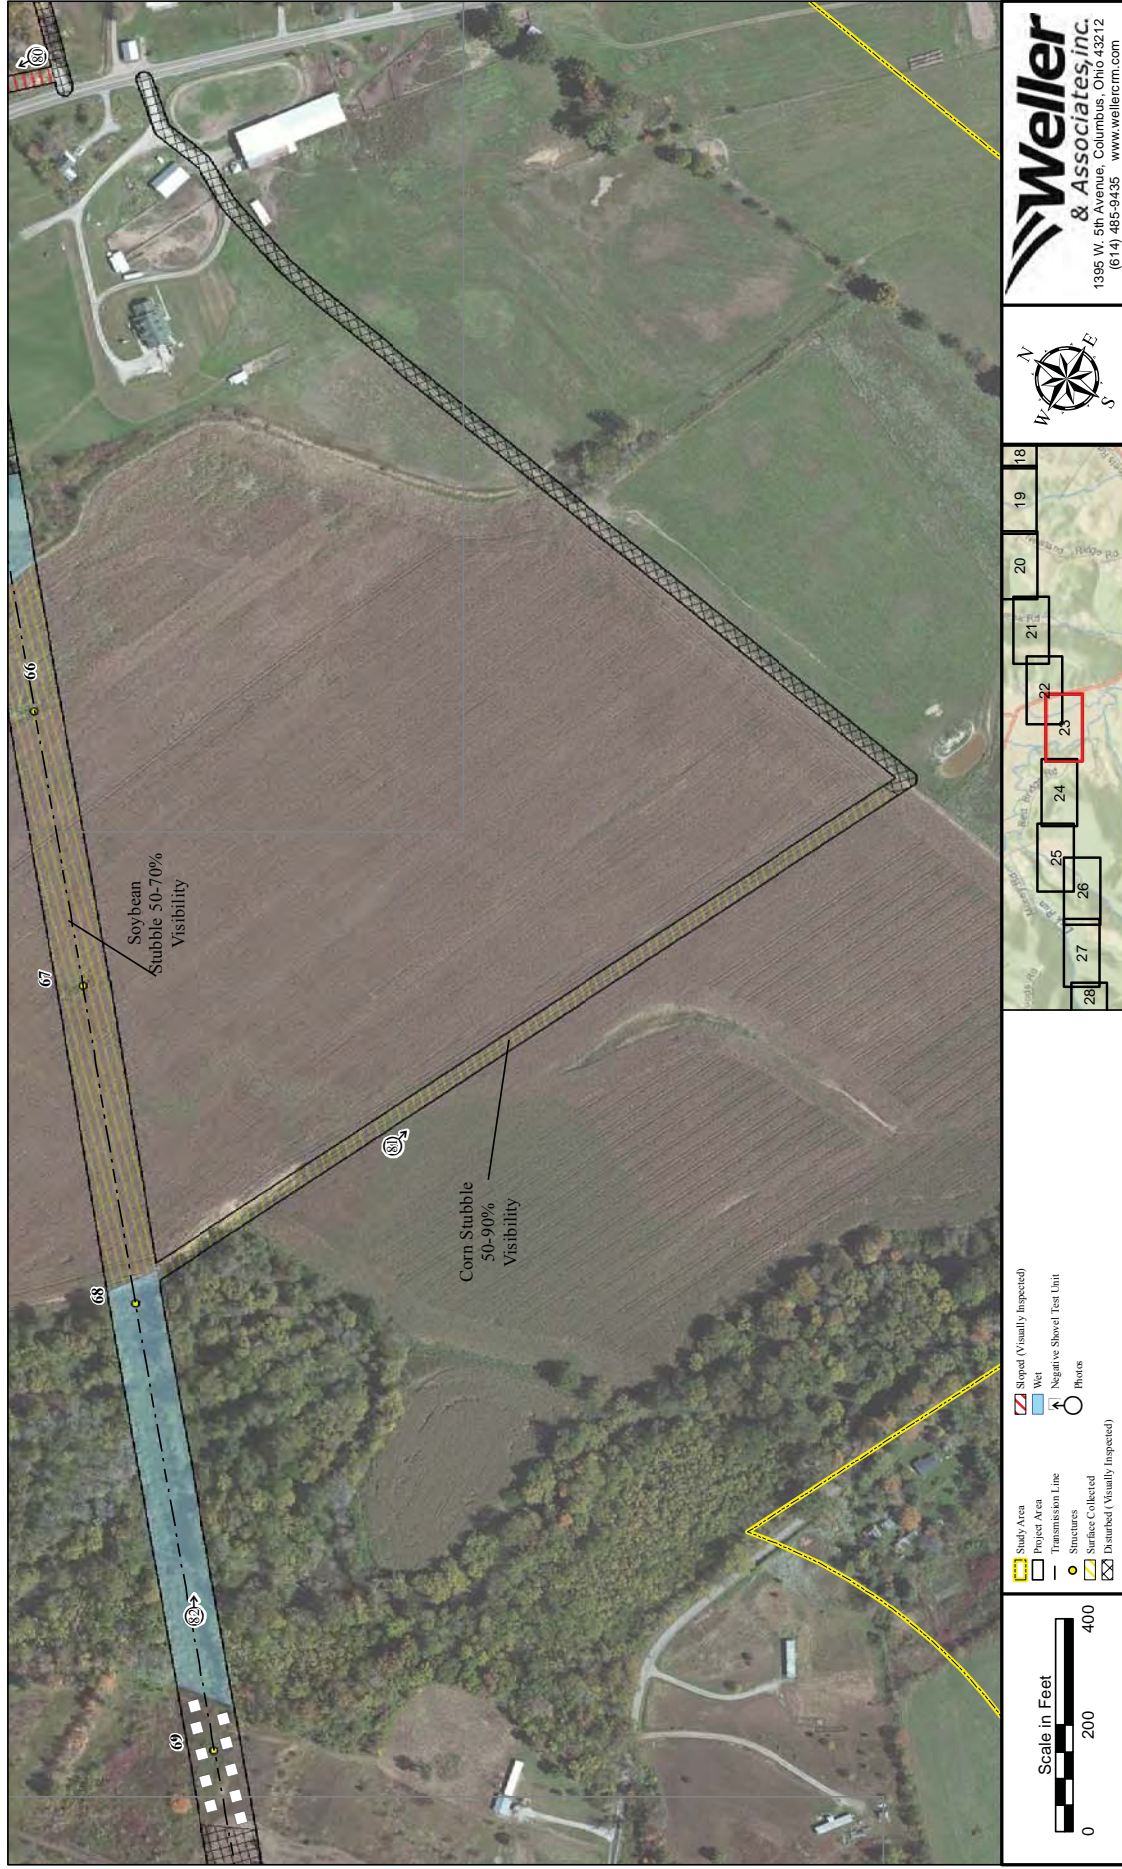 80
66
67
Soybean
Stubble 50-70%
Visibility
81
Corn Stubble
50-90%
Visibility
68
82
69
Scale in Feet
0
200
400
Study Area
Project Area
Transmission Line
Structures
Surface Collected
Disturbed (Visually Inspected)
Sloped (Visually Inspected)
Wet
Negative Shovel Test Unit
Photos
28
27
26
25
24
23
22
21
20
19
18
Ridge Rd
Run
N
E
S
W
Weller
& Associates, inc.
1395 W. 5th Avenue, Columbus, Ohio 43212
(614) 485-9435 www.wellercrm.com